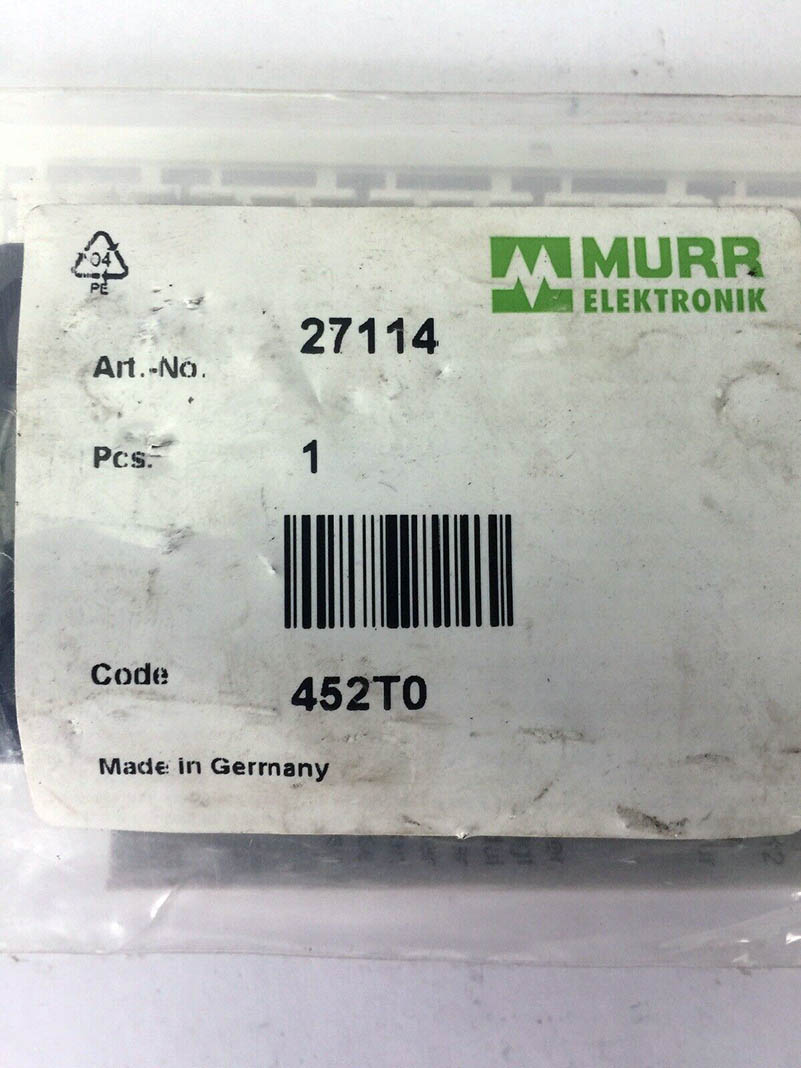 04
PE
MURR
ELEKTRONIK
Art.-No. 27114
Pcs. 1
Code 452T0
Made in Germany